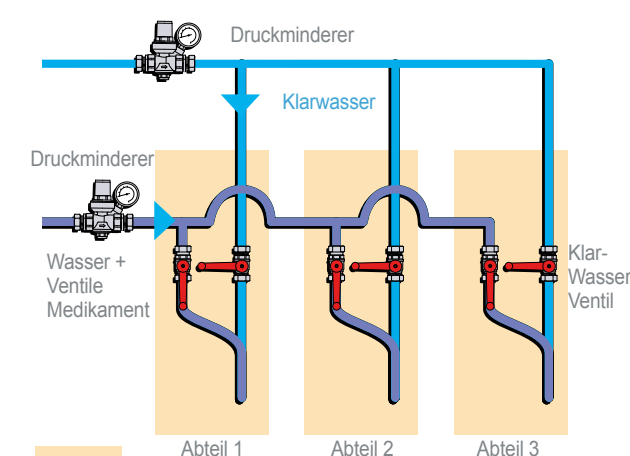 Druckminderer
Klarwasser
Druckminderer
Wasser +
Ventile
Medikament
Klar-
Wasser
Ventil
Abteil 1
Abteil 2
Abteil 3